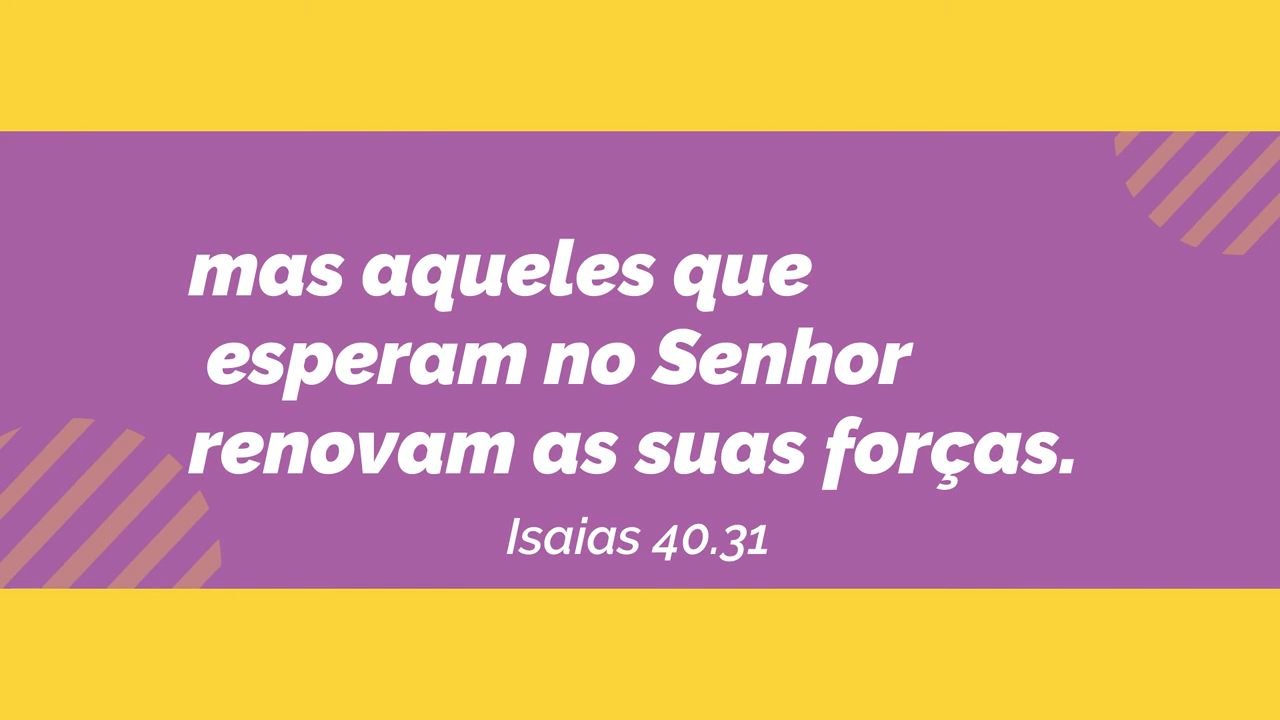 mas aqueles que
esperam no Senhor
renovam as suas forças.
Isaias 40.31